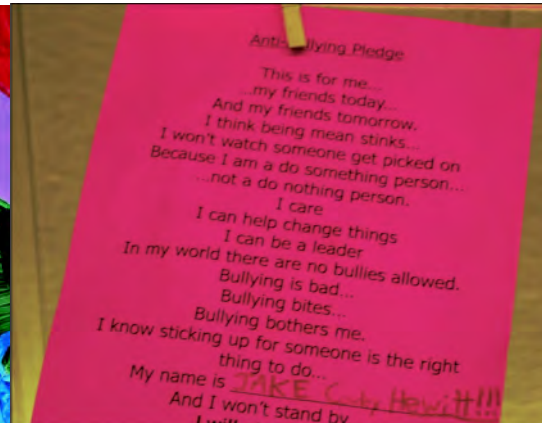 Anti- llying Pledge
This is for me...
...my friends today...
And my friends tomorrow.
I think being mean stinks...
I won't watch someone get picked on
Because I am a do something person...
...not a do nothing person.
I care
I can help change things
I can be a leader
In my world there are no bullies allowed.
Bullying is bad...
Bullying bites...
Bullying bothers me.
I know sticking up for someone is the right
thing to do...
My name is JAKE Hewitt!!!
And I won't stand by
I will